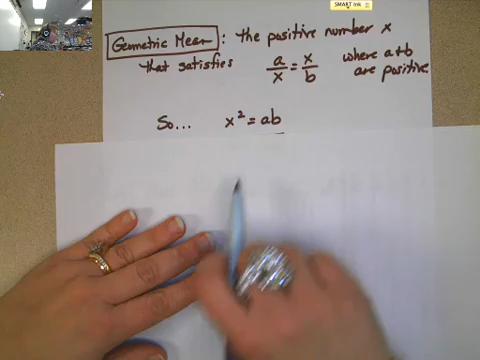 SMART Ink
Geometric Mean: the positive number x
that satisfies a/x = x/b where a + b
are positive
So... x² = ab